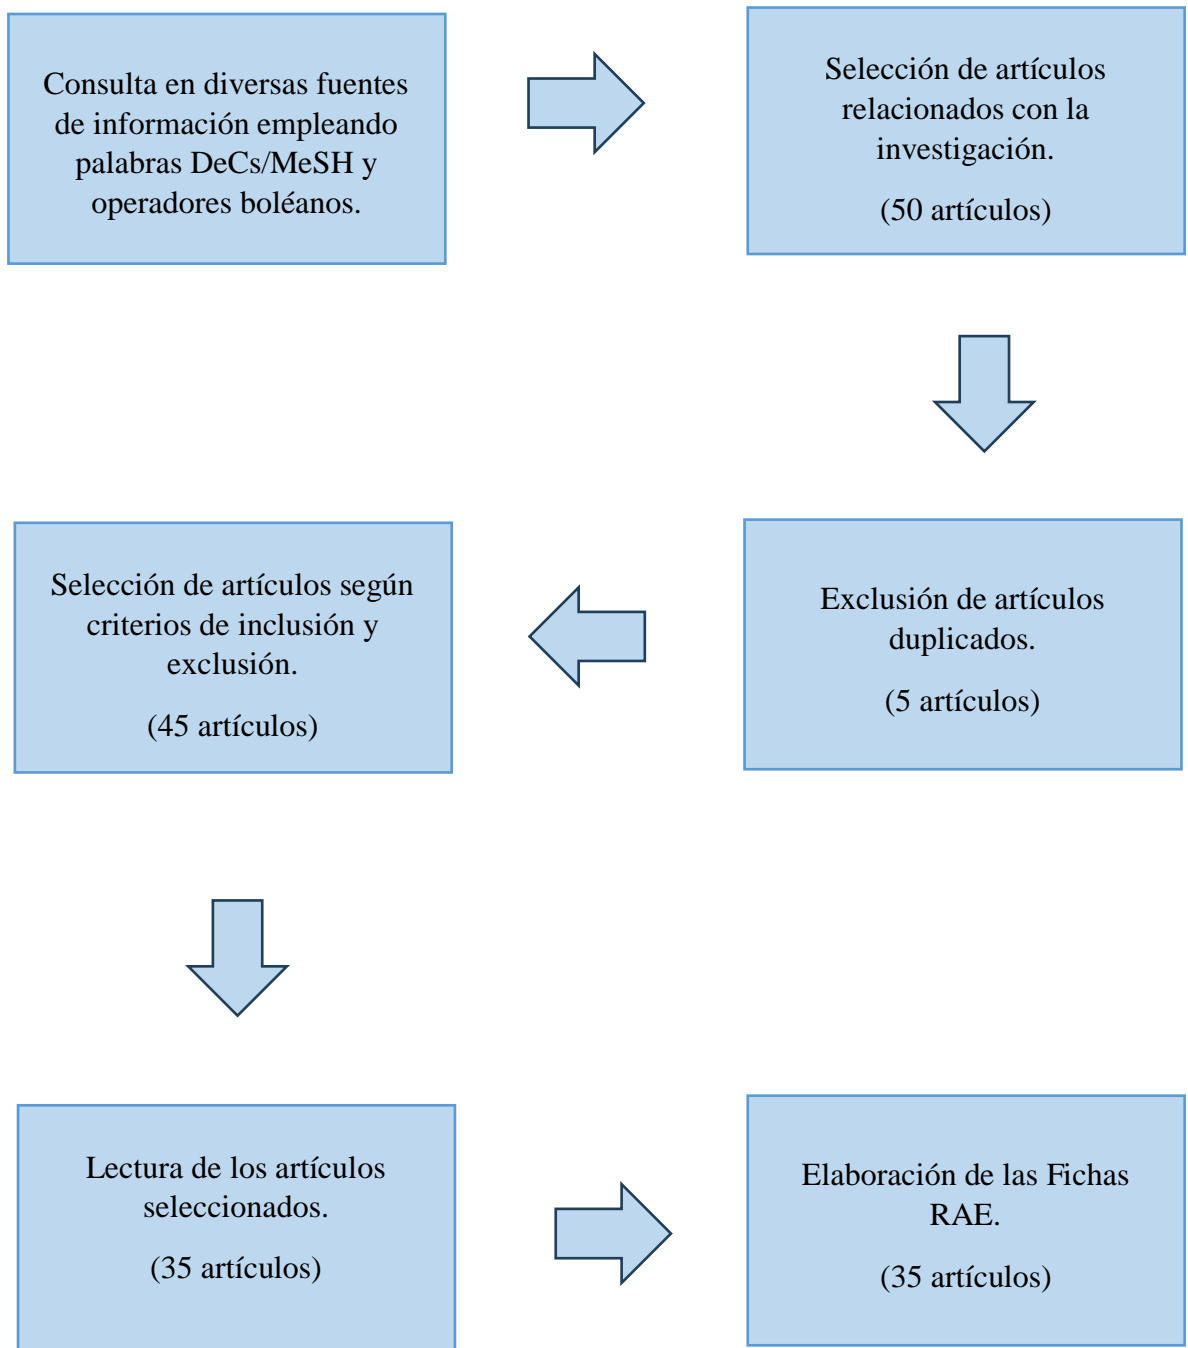 Consulta en diversas fuentes
de información empleando
palabras DeCs/MeSH y
operadores boléanos.
Selección de artículos
relacionados con la
investigación.
(50 artículos)
Exclusión de artículos
duplicados.
(5 artículos)
Selección de artículos según
criterios de inclusión y
exclusión.
(45 artículos)
Lectura de los artículos
seleccionados.
(35 artículos)
Elaboración de las Fichas
RAE.
(35 artículos)